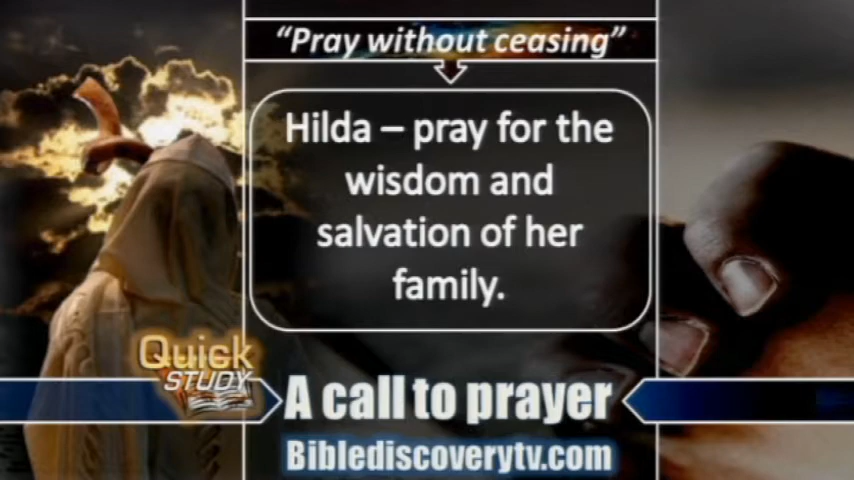 “Pray without ceasing”
Hilda – pray for the
wisdom and
salvation of her
family.
Quick
STUDY
A call to prayer
Biblediscoverytv.com